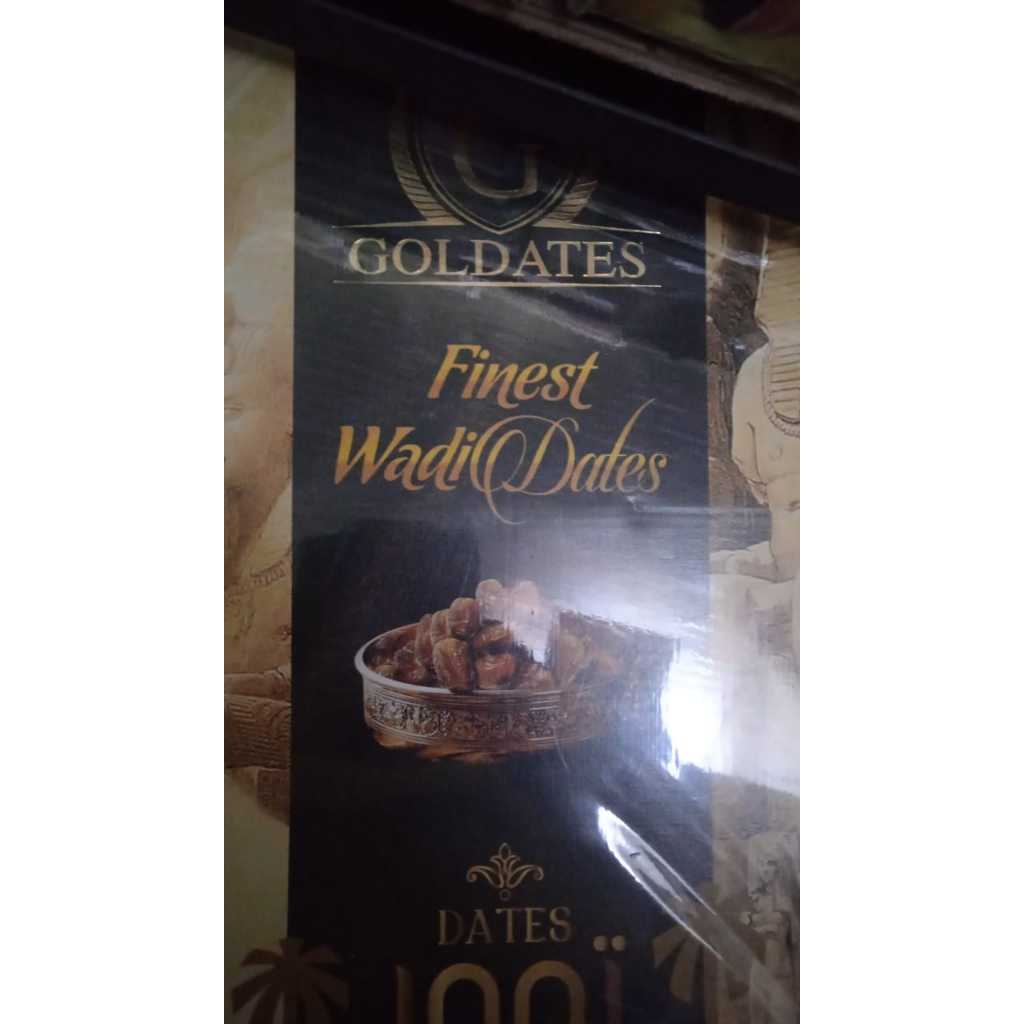 G
GOLDATES
Finest
Wadi Dates
DATES